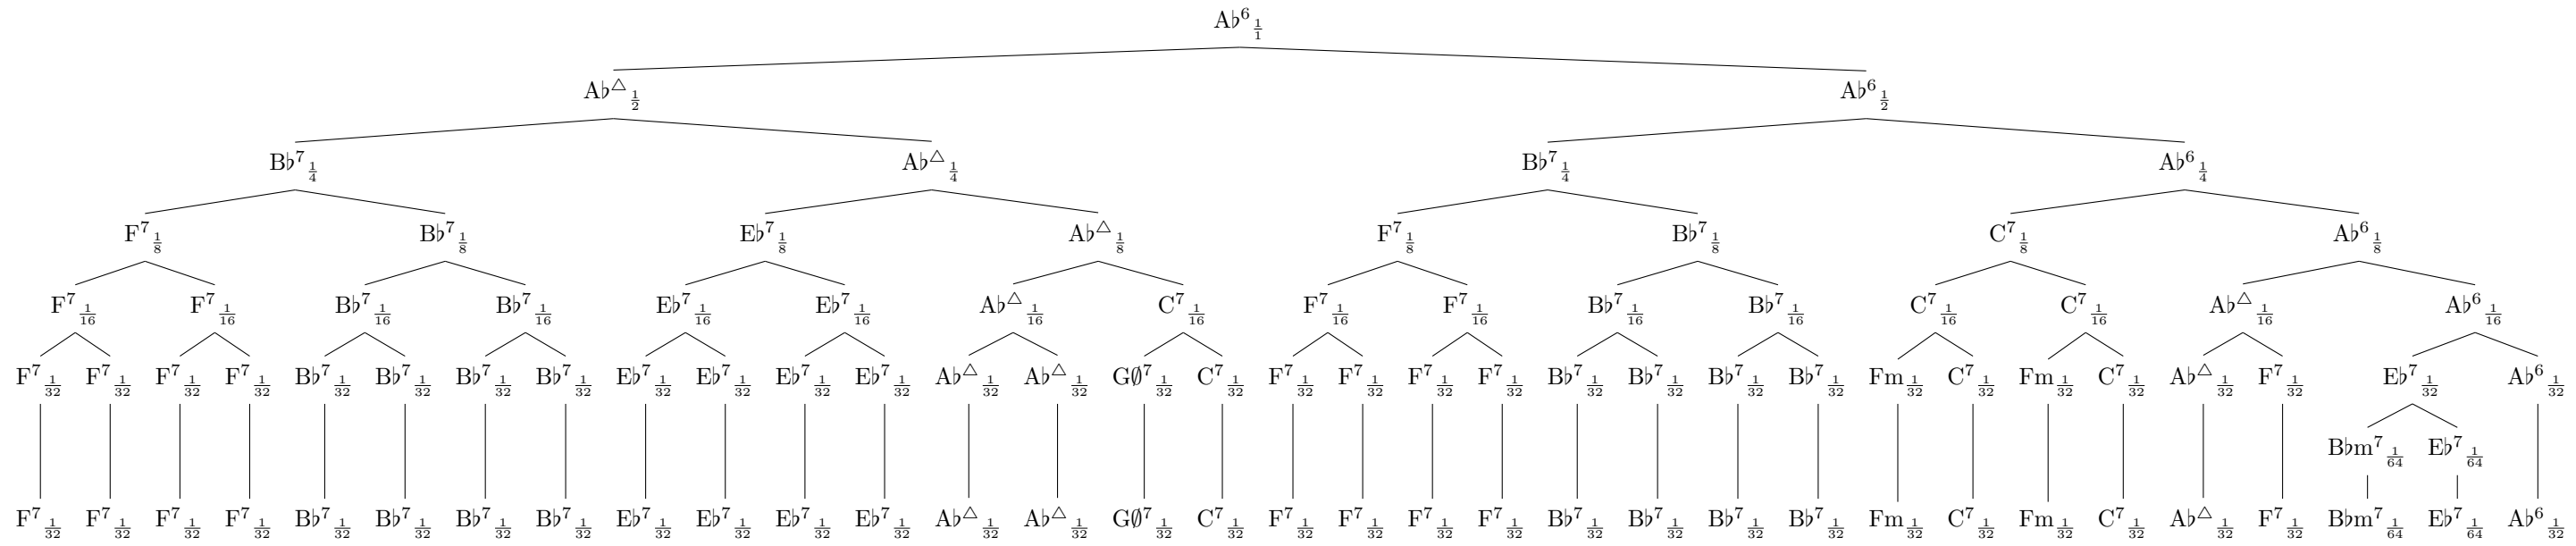 A♭⁶ 1/1
A♭△ 1/2 A♭⁶ 1/2
B♭⁷ 1/4 A♭△ 1/4 B♭⁷ 1/4 A♭⁶ 1/4
F⁷ 1/8 B♭⁷ 1/8 E♭⁷ 1/8 A♭△ 1/8 F⁷ 1/8 B♭⁷ 1/8 C⁷ 1/8 A♭⁶ 1/8
F⁷ 1/16 F⁷ 1/16 B♭⁷ 1/16 B♭⁷ 1/16 E♭⁷ 1/16 E♭⁷ 1/16 A♭△ 1/16 C⁷ 1/16 F⁷ 1/16 F⁷ 1/16 B♭⁷ 1/16 B♭⁷ 1/16 C⁷ 1/16 C⁷ 1/16 A♭△ 1/16 A♭⁶ 1/16
F⁷ 1/32 F⁷ 1/32 F⁷ 1/32 F⁷ 1/32 B♭⁷ 1/32 B♭⁷ 1/32 B♭⁷ 1/32 B♭⁷ 1/32 E♭⁷ 1/32 E♭⁷ 1/32 E♭⁷ 1/32 E♭⁷ 1/32 A♭△ 1/32 A♭△ 1/32 G∅⁷ 1/32 C⁷ 1/32 F⁷ 1/32 F⁷ 1/32 F⁷ 1/32 F⁷ 1/32 B♭⁷ 1/32 B♭⁷ 1/32 B♭⁷ 1/32 B♭⁷ 1/32 Fm 1/32 C⁷ 1/32 Fm 1/32 C⁷ 1/32 A♭△ 1/32 F⁷ 1/32 E♭⁷ 1/32 A♭⁶ 1/32
B♭m⁷ 1/64 E♭⁷ 1/64
F⁷ 1/32 F⁷ 1/32 F⁷ 1/32 F⁷ 1/32 B♭⁷ 1/32 B♭⁷ 1/32 B♭⁷ 1/32 B♭⁷ 1/32 E♭⁷ 1/32 E♭⁷ 1/32 E♭⁷ 1/32 E♭⁷ 1/32 A♭△ 1/32 A♭△ 1/32 G∅⁷ 1/32 C⁷ 1/32 F⁷ 1/32 F⁷ 1/32 F⁷ 1/32 F⁷ 1/32 B♭⁷ 1/32 B♭⁷ 1/32 B♭⁷ 1/32 B♭⁷ 1/32 Fm 1/32 C⁷ 1/32 Fm 1/32 C⁷ 1/32 A♭△ 1/32 F⁷ 1/32 B♭m⁷ 1/64 E♭⁷ 1/64 A♭⁶ 1/32